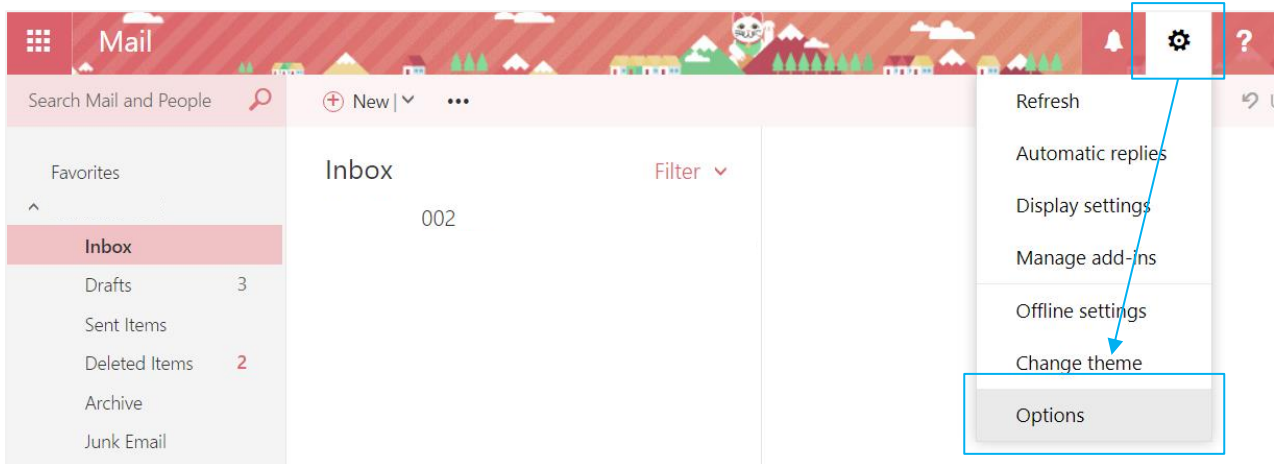 Mail
?
Search Mail and People
New
•••
Favorites
Inbox
Drafts 3
Sent Items
Deleted Items 2
Archive
Junk Email
Inbox
Filter
002
Refresh
Automatic replies
Display settings
Manage add-ins
Offline settings
Change theme
Options